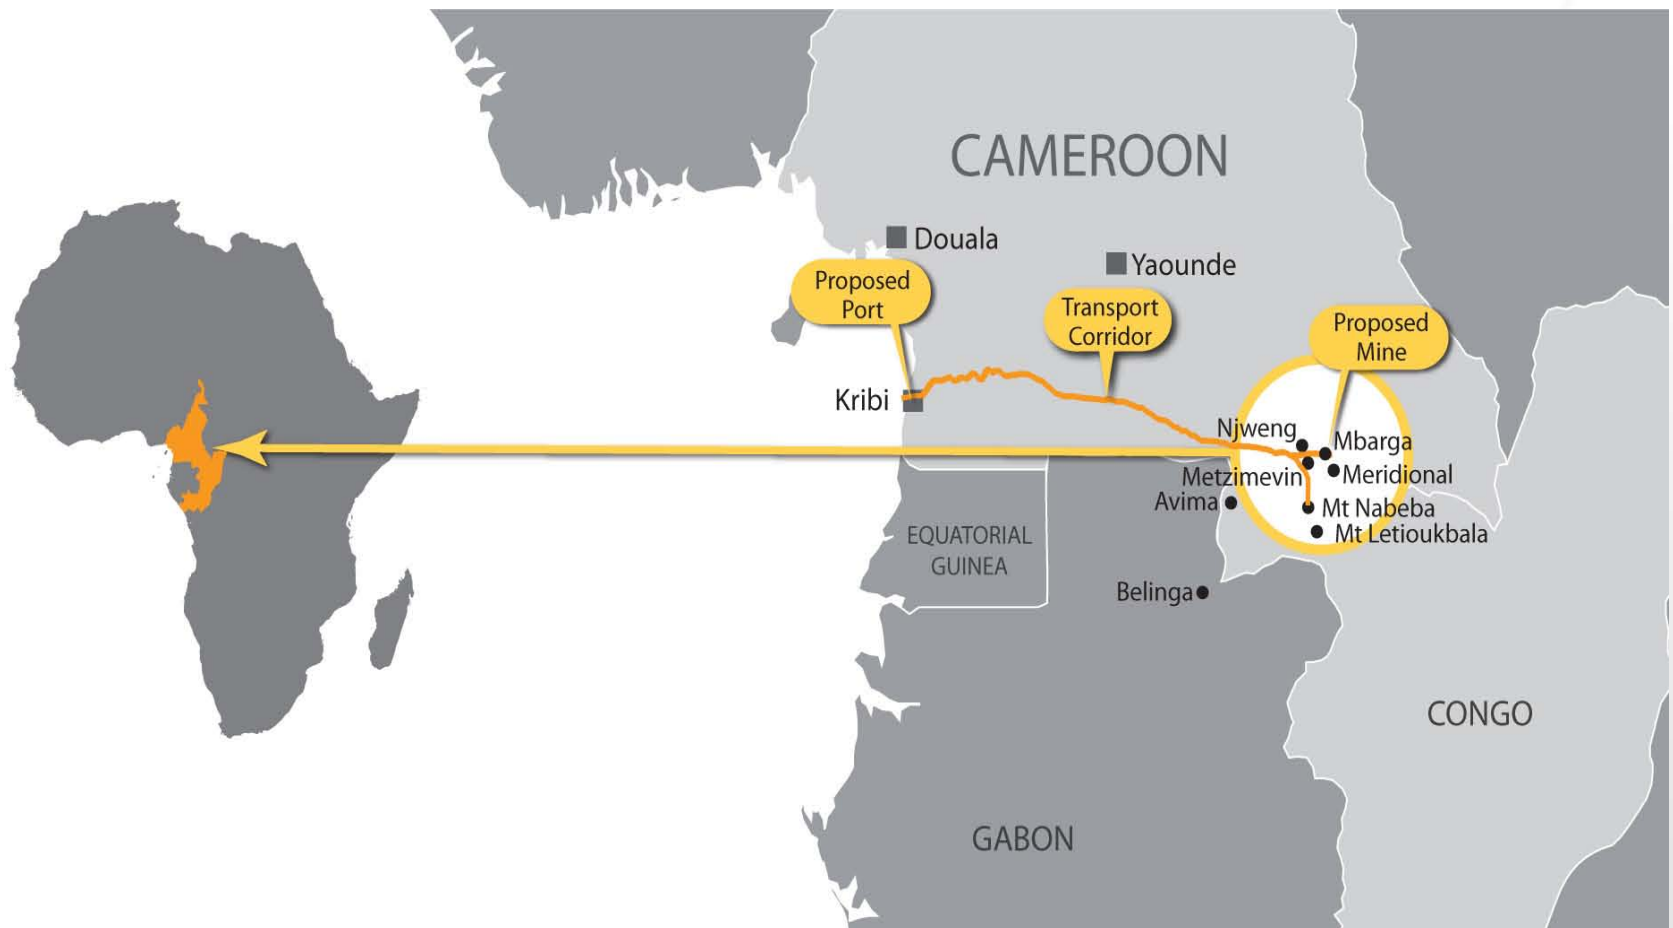 CAMEROON
Douala
Yaounde
Proposed
Port
Transport
Corridor
Proposed
Mine
Kribi
Njweng
Mbarga
Metzimevin
Meridional
Avima
Mt Nabeba
Mt Letioukbala
EQUATORIAL
GUINEA
Belinga
CONGO
GABON